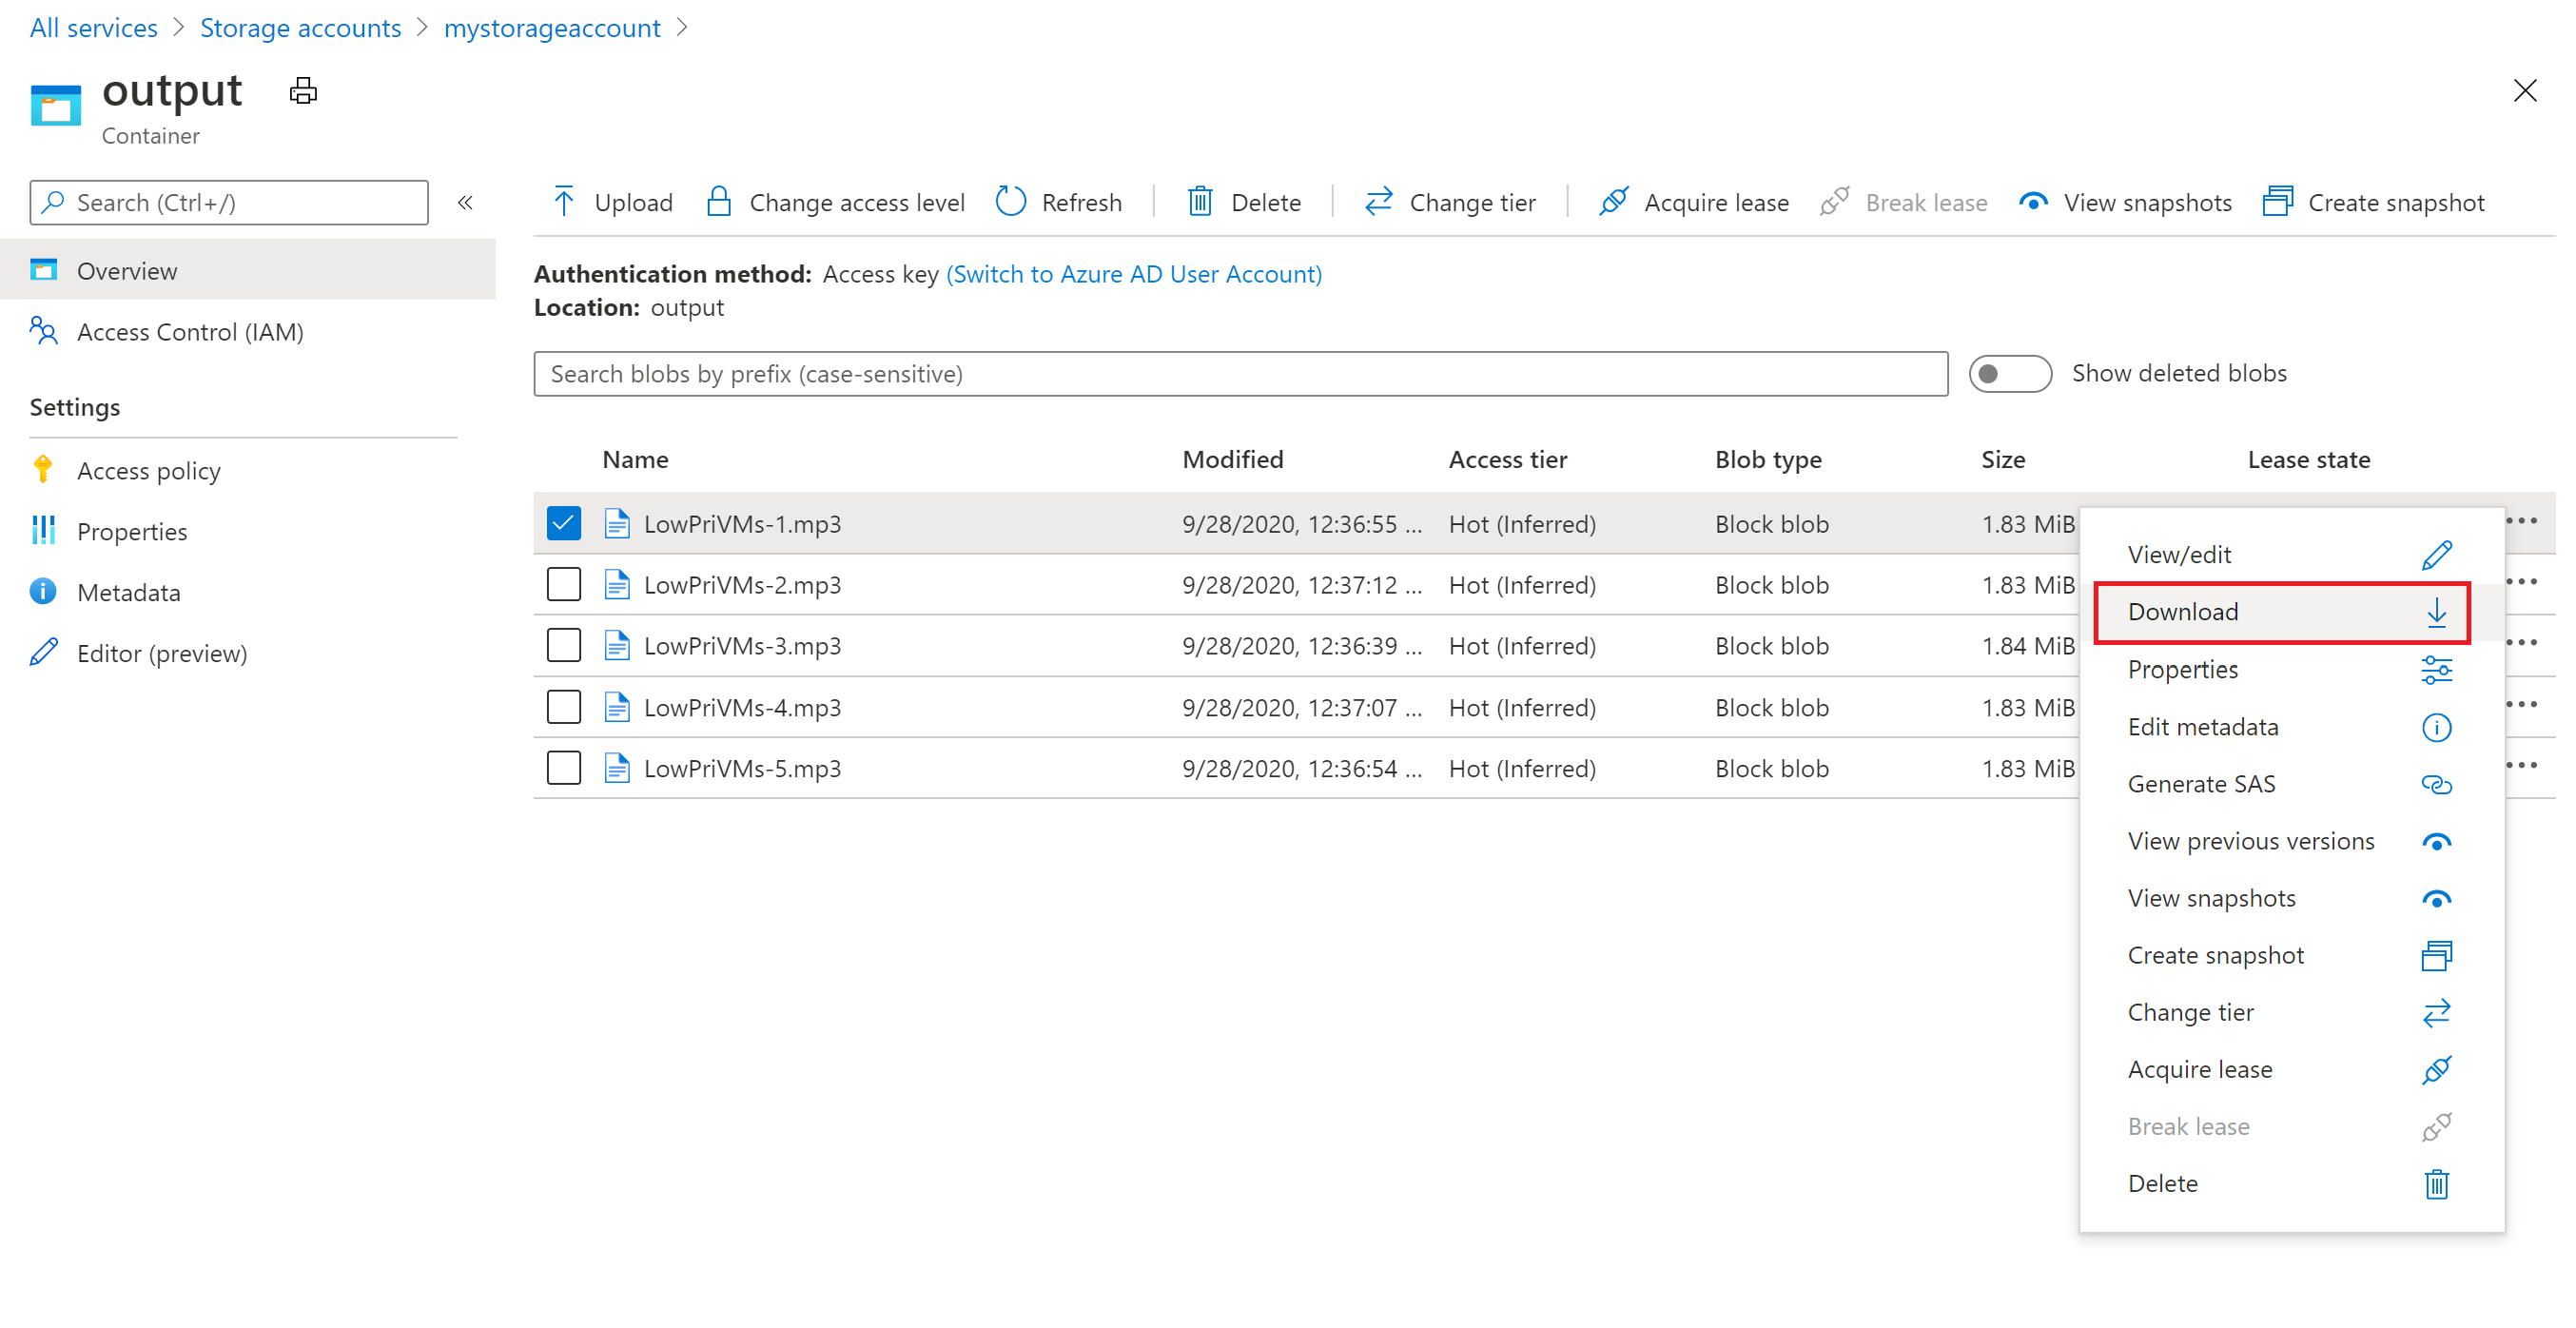 All services > Storage accounts > mystorageaccount >
output
Container
Search (Ctrl+/)
«
Upload Change access level Refresh Delete Change tier Acquire lease Break lease View snapshots Create snapshot
Overview
Access Control (IAM)
Settings
Access policy
Properties
Metadata
Editor (preview)
Authentication method: Access key (Switch to Azure AD User Account)
Location: output
Search blobs by prefix (case-sensitive)
Show deleted blobs
Name Modified Access tier Blob type Size Lease state
LowPriVMs-1.mp3 9/28/2020, 12:36:55 ... Hot (Inferred) Block blob 1.83 MiB
LowPriVMs-2.mp3 9/28/2020, 12:37:12 ... Hot (Inferred) Block blob 1.83 MiB
LowPriVMs-3.mp3 9/28/2020, 12:36:39 ... Hot (Inferred) Block blob 1.84 MiB
LowPriVMs-4.mp3 9/28/2020, 12:37:07 ... Hot (Inferred) Block blob 1.83 MiB
LowPriVMs-5.mp3 9/28/2020, 12:36:54 ... Hot (Inferred) Block blob 1.83 MiB
View/edit
Download
Properties
Edit metadata
Generate SAS
View previous versions
View snapshots
Create snapshot
Change tier
Acquire lease
Break lease
Delete